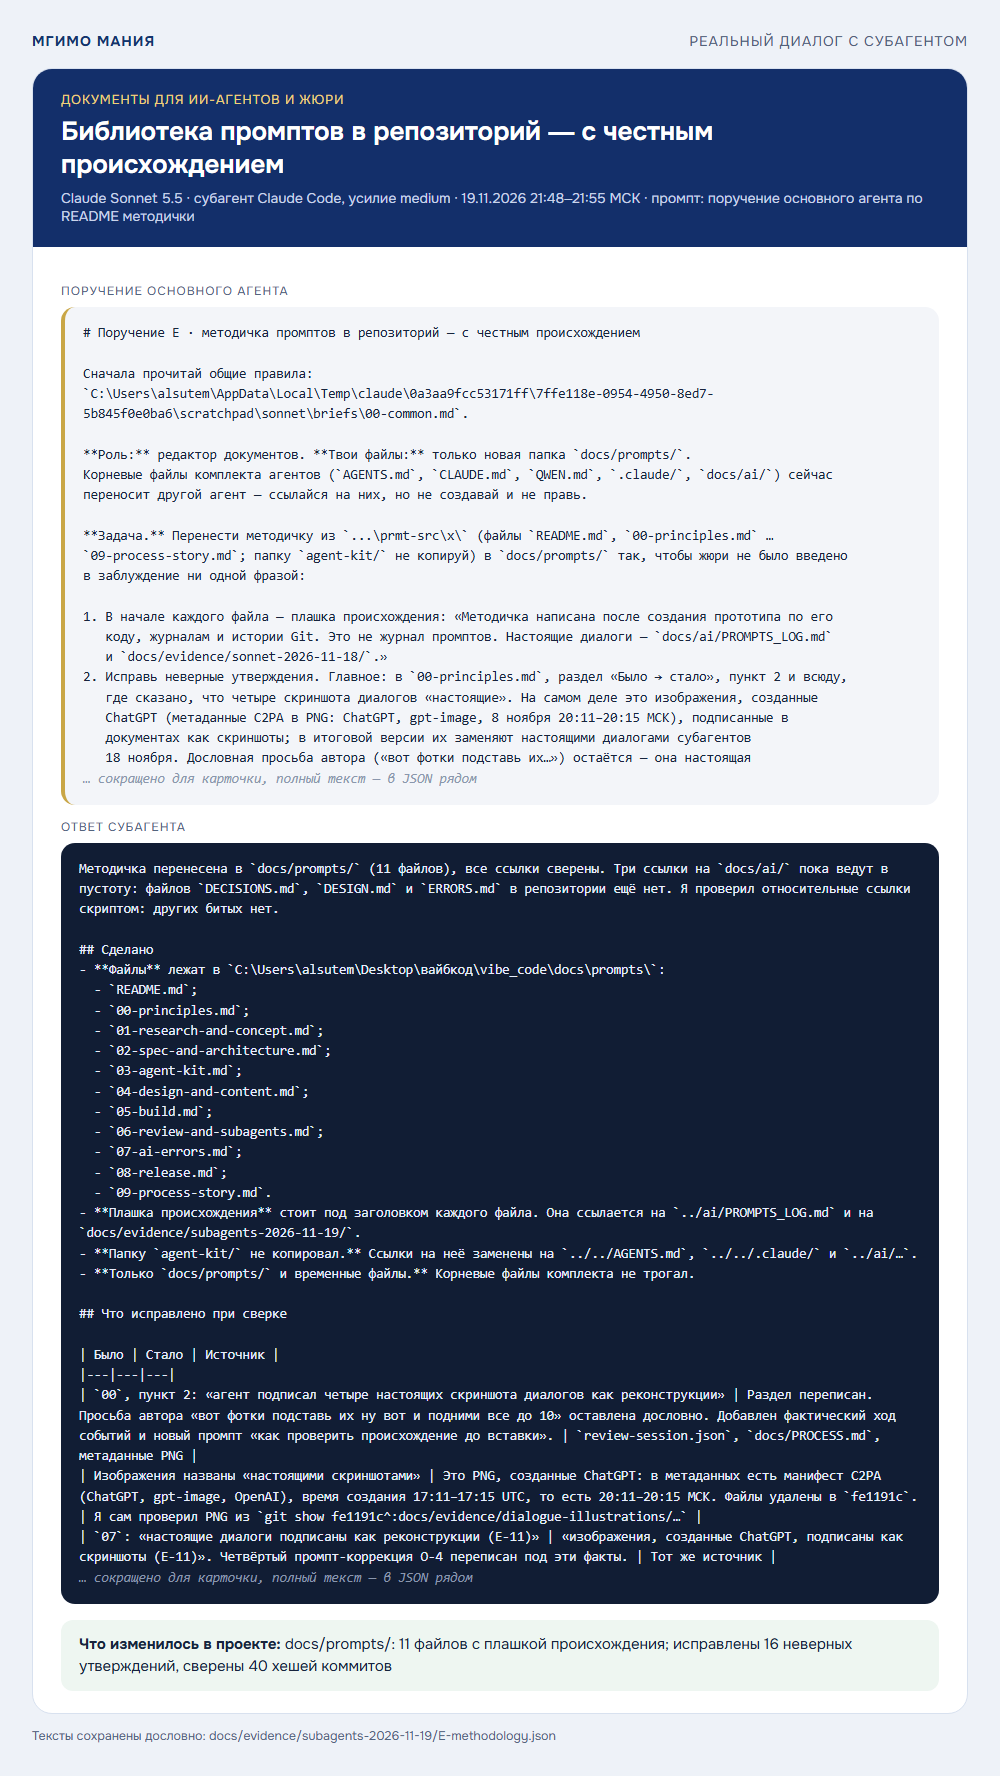 МГИМО МАНИЯ
РЕАЛЬНЫЙ ДИАЛОГ С СУБАГЕНТОМ
ДОКУМЕНТЫ ДЛЯ ИИ-АГЕНТОВ И ЖЮРИ
Библиотека промптов в репозиторий — с честным
происхождением
Claude Sonnet 5.5 · субагент Claude Code, усилие medium · 19.11.2026 21:48–21:55 МСК · промпт: поручение основного агента по
README методички
ПОРУЧЕНИЕ ОСНОВНОГО АГЕНТА
# Поручение E · методичка промптов в репозиторий — с честным происхождением
Сначала прочитай общие правила:
`C:\Users\alsutem\AppData\Local\Temp\claude\0a3aa9fcc53171ff\7ffe118e-0954-4950-8ed7-
5b845f0e0ba6\scratchpad\sonnet\briefs\00-common.md`.
**Роль:** редактор документов. **Твои файлы:** только новая папка `docs/prompts/`.
Корневые файлы комплекта агентов (`AGENTS.md`, `CLAUDE.md`, `QWEN.md`, `.claude/`, `docs/ai/`) сейчас
переносит другой агент — ссылайся на них, но не создавай и не правь.
**Задача.** Перенести методичку из `...\prmt-src\x\` (файлы `README.md`, `00-principles.md` …
`09-process-story.md`; папку `agent-kit/` не копируй) в `docs/prompts/` так, чтобы жюри не было введено
в заблуждение ни одной фразой:
1. В начале каждого файла — плашка происхождения: «Методичка написана после создания прототипа по его
коду, журналам и истории Git. Это не журнал промптов. Настоящие диалоги — `docs/ai/PROMPTS_LOG.md`
и `docs/evidence/sonnet-2026-11-18/`.»
2. Исправь неверные утверждения. Главное: в `00-principles.md`, раздел «Было → стало», пункт 2 и всюду,
где сказано, что четыре скриншота диалогов «настоящие». На самом деле это изображения, созданные
ChatGPT (метаданные C2PA в PNG: ChatGPT, gpt-image, 8 ноября 20:11–20:15 МСК), подписанные в
документах как скриншоты; в итоговой версии их заменяют настоящими диалогами субагентов
18 ноября. Дословная просьба автора («вот фотки подставь их…») остаётся — она настоящая
… сокращено для карточки, полный текст — в JSON рядом
ОТВЕТ СУБАГЕНТА
Методичка перенесена в `docs/prompts/` (11 файлов), все ссылки сверены. Три ссылки на `docs/ai/` пока ведут в
пустоту: файлов `DECISIONS.md`, `DESIGN.md` и `ERRORS.md` в репозитории ещё нет. Я проверил относительные ссылки
скриптом: других битых нет.
## Сделано
- **Файлы** лежат в `C:\Users\alsutem\Desktop\вайбкод\vibe_code\docs\prompts\`:
- `README.md`;
- `00-principles.md`;
- `01-research-and-concept.md`;
- `02-spec-and-architecture.md`;
- `03-agent-kit.md`;
- `04-design-and-content.md`;
- `05-build.md`;
- `06-review-and-subagents.md`;
- `07-ai-errors.md`;
- `08-release.md`;
- `09-process-story.md`.
- **Плашка происхождения** стоит под заголовком каждого файла. Она ссылается на `../ai/PROMPTS_LOG.md` и на
`docs/evidence/subagents-2026-11-19/`.
- **Папку `agent-kit/` не копировал.** Ссылки на неё заменены на `../../AGENTS.md`, `../../.claude/` и `../ai/…`.
- **Только `docs/prompts/` и временные файлы.** Корневые файлы комплекта не трогал.
## Что исправлено при сверке
| Было | Стало | Источник |
|---|---|---|
| `00`, пункт 2: «агент подписал четыре настоящих скриншота диалогов как реконструкции» | Раздел переписан.
Просьба автора «вот фотки подставь их ну вот и подними все до 10» оставлена дословно. Добавлен фактический ход
событий и новый промпт «как проверить происхождение до вставки». | `review-session.json`, `docs/PROCESS.md`,
метаданные PNG |
| Изображения названы «настоящими скриншотами» | Это PNG, созданные ChatGPT: в метаданных есть манифест C2PA
(ChatGPT, gpt-image, OpenAI), время создания 17:11–17:15 UTC, то есть 20:11–20:15 МСК. Файлы удалены в `fe1191c`.
| Я сам проверил PNG из `git show fe1191c^:docs/evidence/dialogue-illustrations/…` |
| `07`: «настоящие диалоги подписаны как реконструкции (E-11)» | «изображения, созданные ChatGPT, подписаны как
скриншоты (E-11)». Четвёртый промпт-коррекция О-4 переписан под эти факты. | Тот же источник |
… сокращено для карточки, полный текст — в JSON рядом
Что изменилось в проекте: docs/prompts/: 11 файлов с плашкой происхождения; исправлены 16 неверных
утверждений, сверены 40 хешей коммитов
Тексты сохранены дословно: docs/evidence/subagents-2026-11-19/E-methodology.json